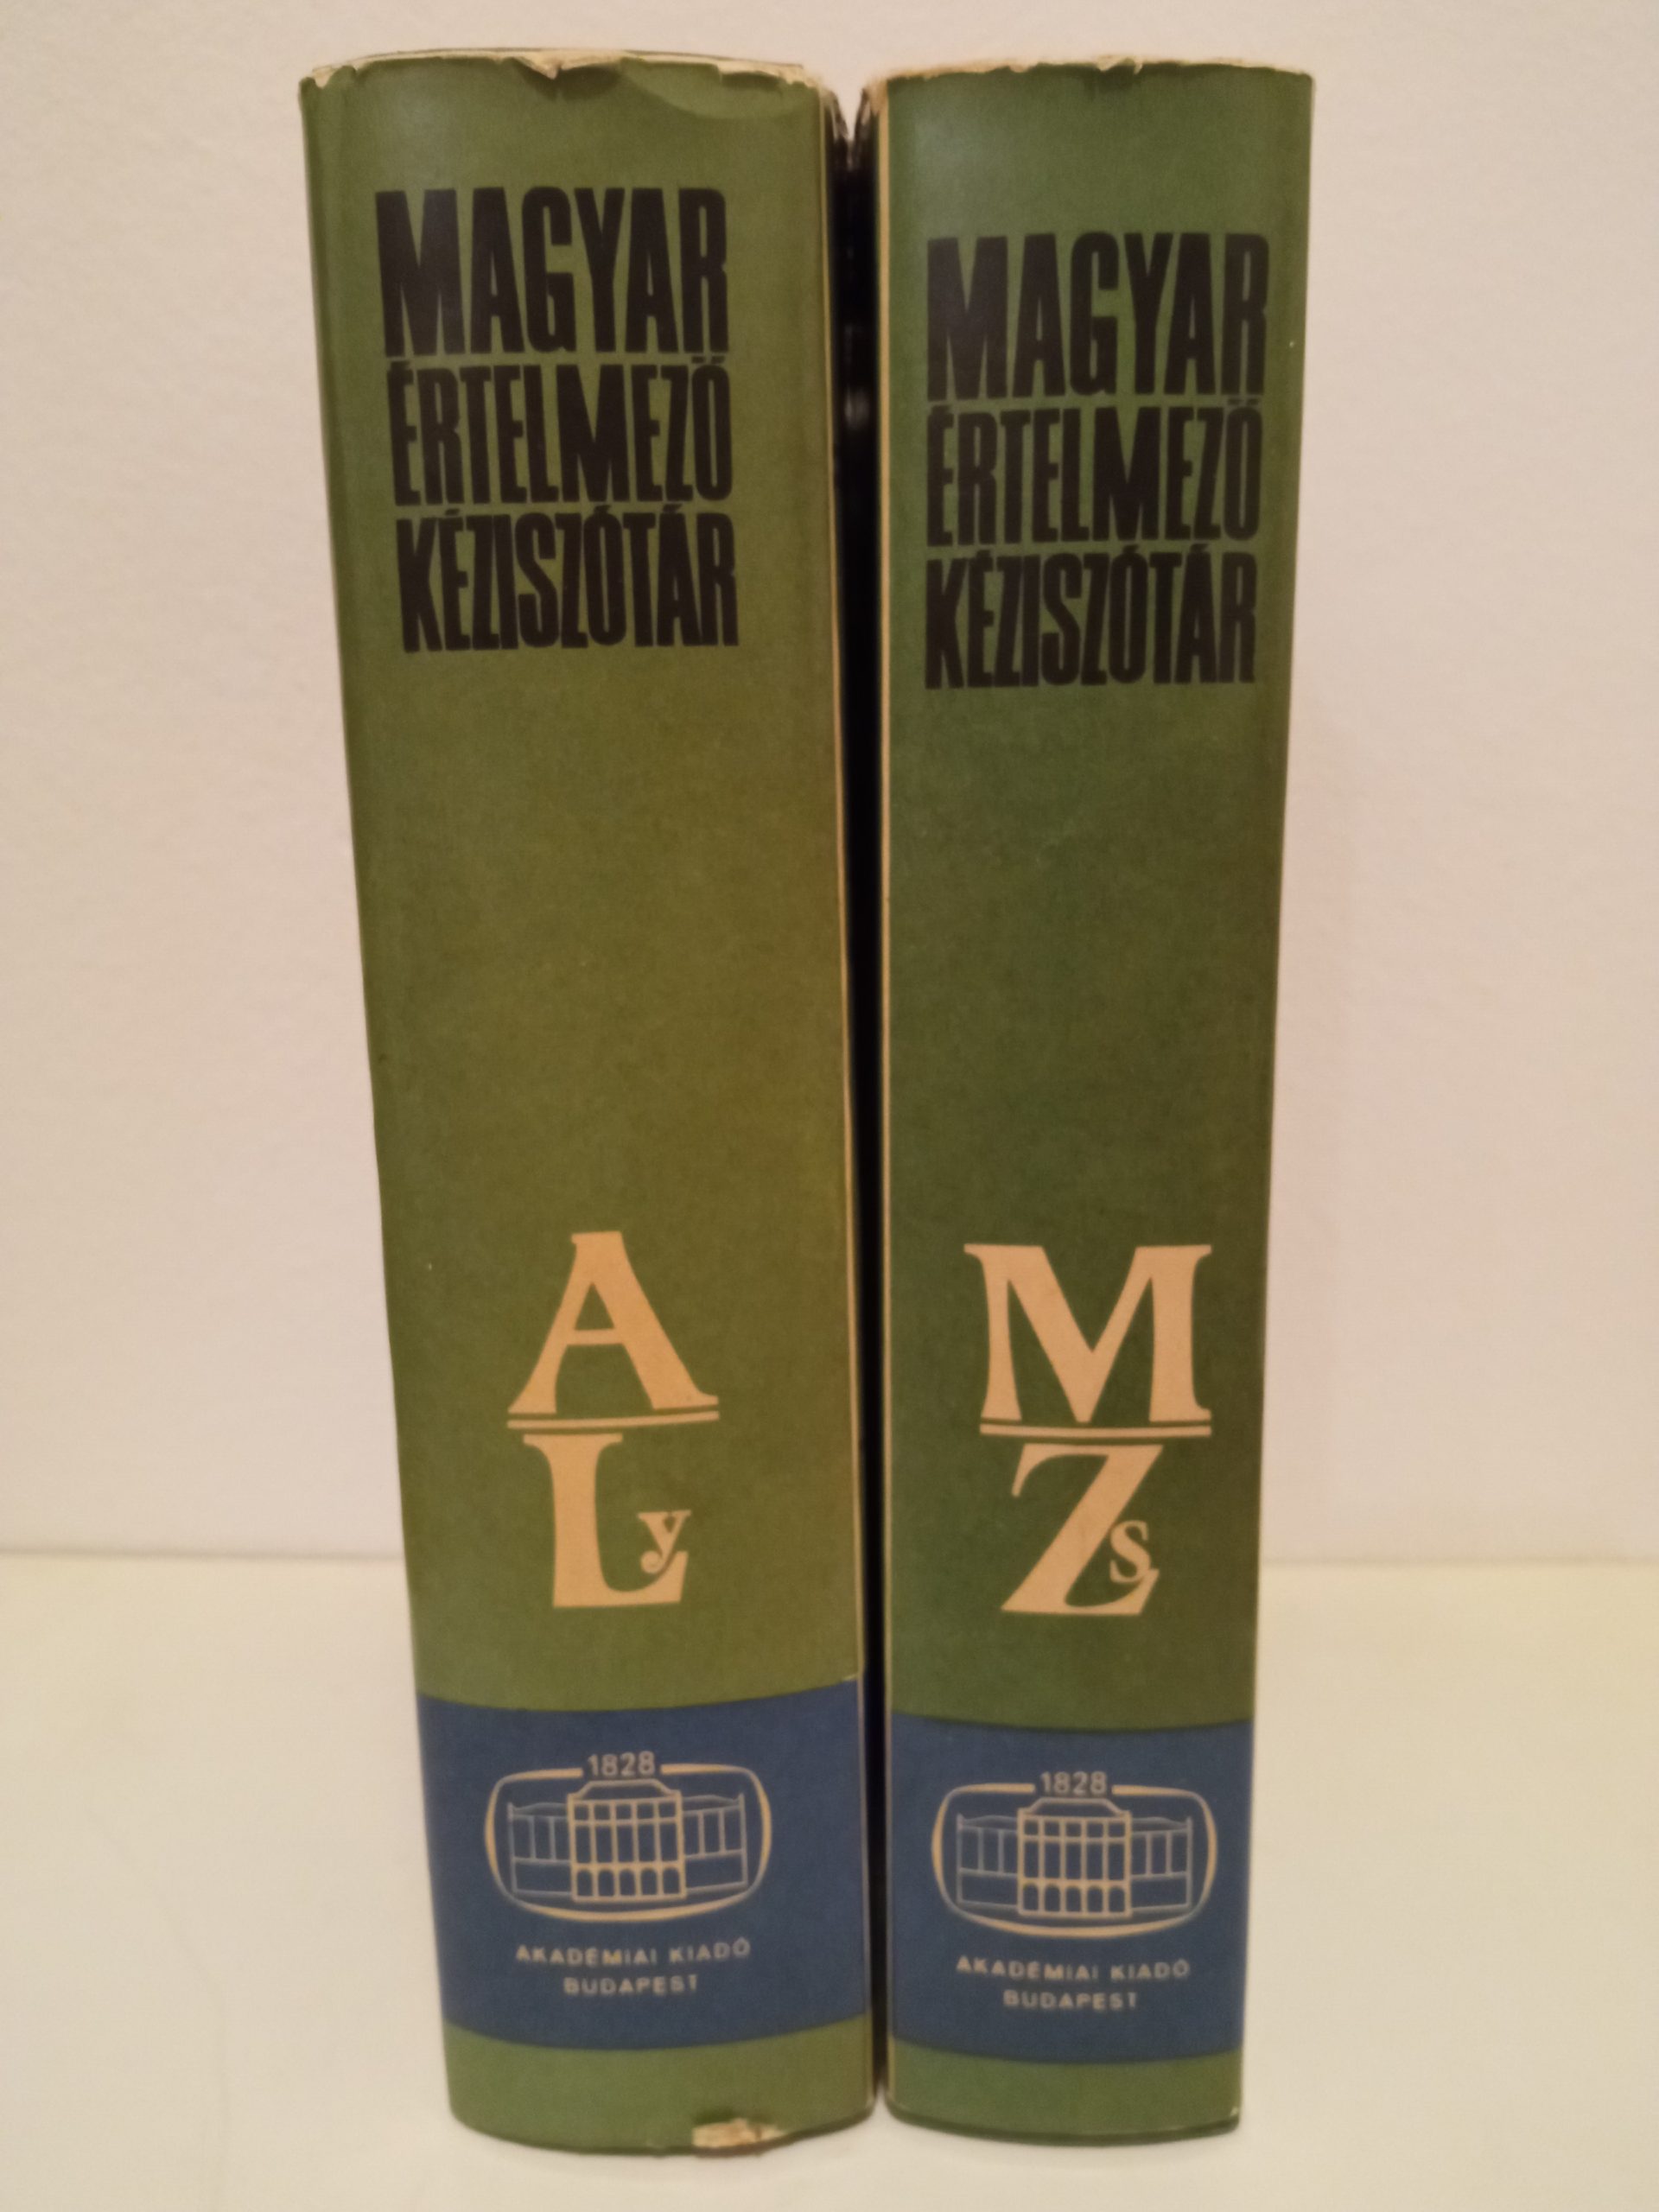 MAGYAR
ÉRTELMEZŐ
KÉZISZÓTÁR
A
Ly
1828
AKADÉMIAI KIADÓ
BUDAPEST
MAGYAR
ÉRTELMEZŐ
KÉZISZÓTÁR
M
Zs
1828
AKADÉMIAI KIADÓ
BUDAPEST